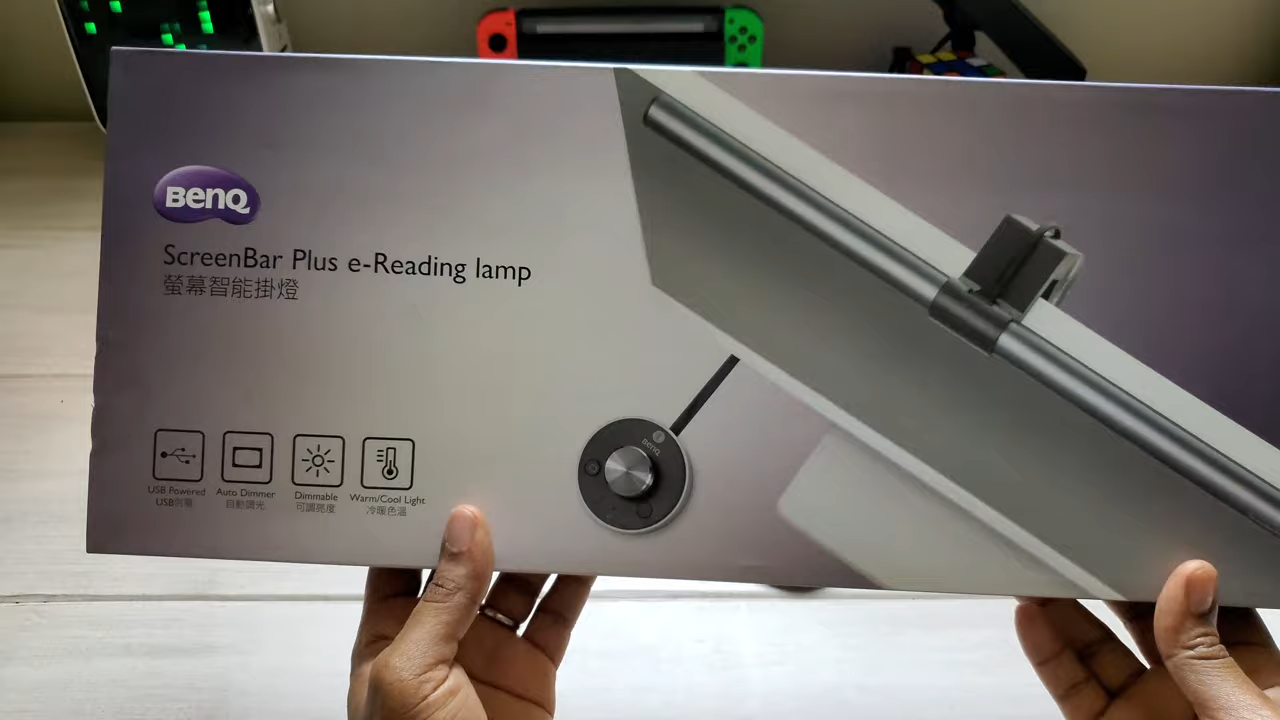 BenQ
ScreenBar Plus e-Reading lamp
螢幕智能掛燈
USB Powered
USB供電
Auto Dimmer
自動調光
Dimmable
可調亮度
Warm/Cool Light
冷暖色溫
BenQ